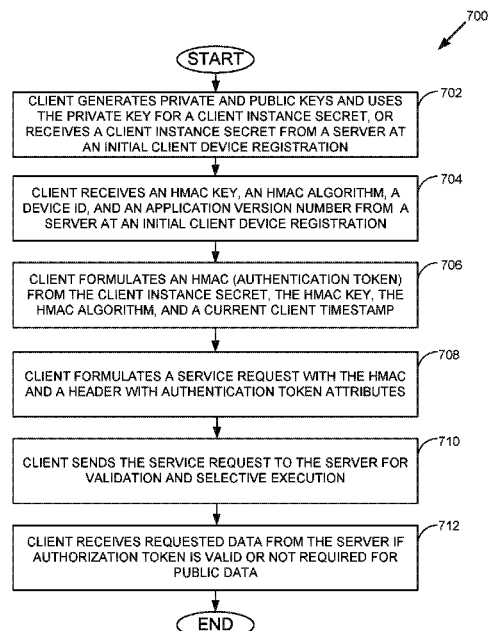 700
START
702
CLIENT GENERATES PRIVATE AND PUBLIC KEYS AND USES
THE PRIVATE KEY FOR A CLIENT INSTANCE SECRET, OR
RECEIVES A CLIENT INSTANCE SECRET FROM A SERVER AT
AN INITIAL CLIENT DEVICE REGISTRATION
704
CLIENT RECEIVES AN HMAC KEY, AN HMAC ALGORITHM, A
DEVICE ID, AND AN APPLICATION VERSION NUMBER FROM A
SERVER AT AN INITIAL CLIENT DEVICE REGISTRATION
706
CLIENT FORMULATES AN HMAC (AUTHENTICATION TOKEN)
FROM THE CLIENT INSTANCE SECRET, THE HMAC KEY, THE
HMAC ALGORITHM, AND A CURRENT CLIENT TIMESTAMP
708
CLIENT FORMULATES A SERVICE REQUEST WITH THE HMAC
AND A HEADER WITH AUTHENTICATION TOKEN ATTRIBUTES
710
CLIENT SENDS THE SERVICE REQUEST TO THE SERVER FOR
VALIDATION AND SELECTIVE EXECUTION
712
CLIENT RECEIVES REQUESTED DATA FROM THE SERVER IF
AUTHORIZATION TOKEN IS VALID OR NOT REQUIRED FOR
PUBLIC DATA
END